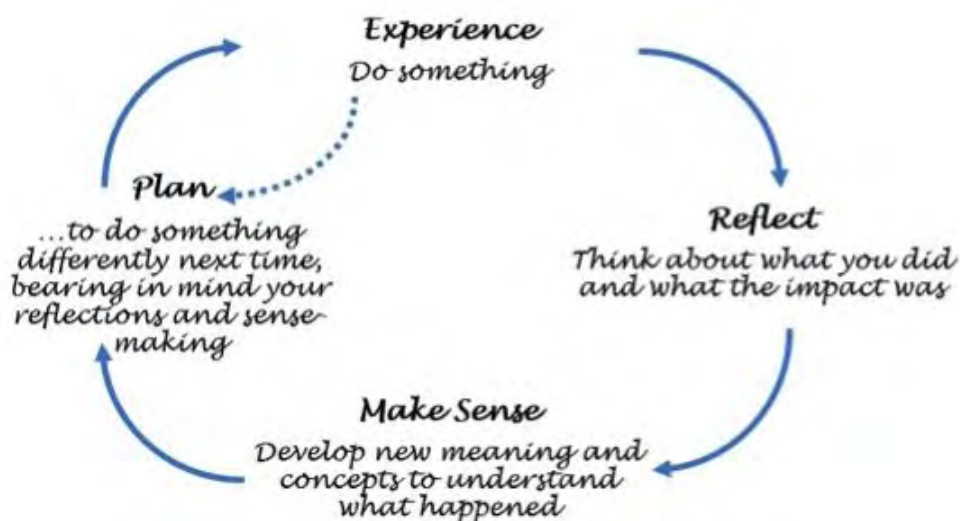 Experience
Do something
Reflect
Think about what you did
and what the impact was
Make Sense
Develop new meaning and
concepts to understand
what happened
Plan
...to do something
differently next time,
bearing in mind your
reflections and sense-
making